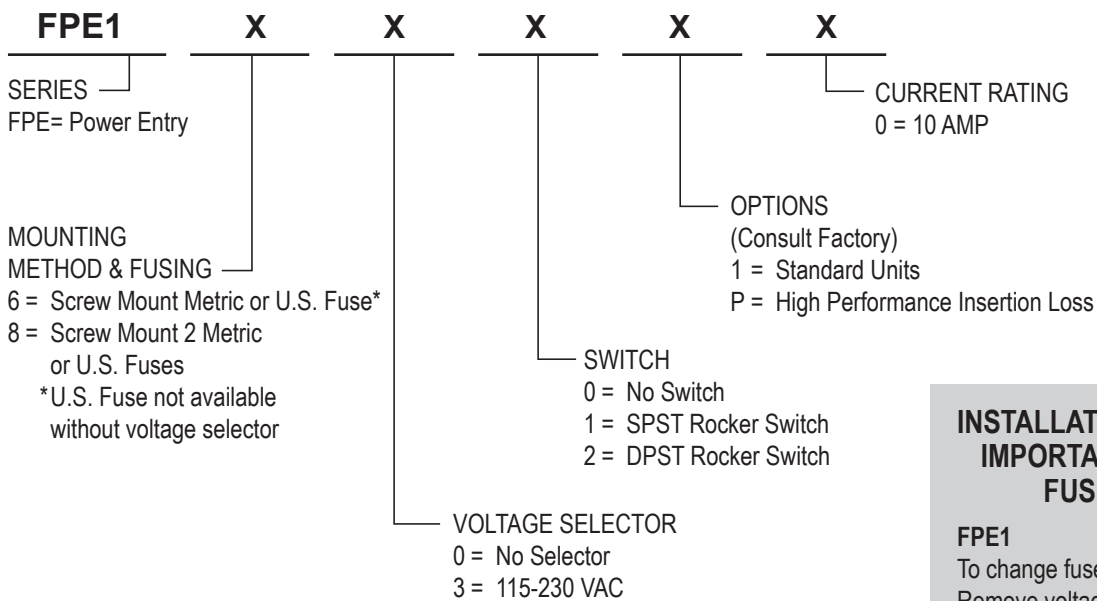 FPE1 X X X X X
SERIES
FPE= Power Entry
CURRENT RATING
0 = 10 AMP
MOUNTING
METHOD & FUSING
6 = Screw Mount Metric or U.S. Fuse*
8 = Screw Mount 2 Metric
or U.S. Fuses
*U.S. Fuse not available
without voltage selector
OPTIONS
(Consult Factory)
1 = Standard Units
P = High Performance Insertion Loss
SWITCH
0 = No Switch
1 = SPST Rocker Switch
2 = DPST Rocker Switch
VOLTAGE SELECTOR
0 = No Selector
3 = 115-230 VAC
FPE1
To change fuse